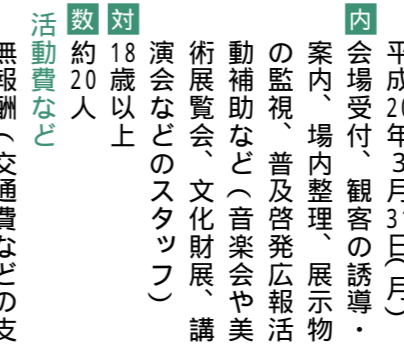 平成20年3月31日(月)
内 会場受付、観客の誘導・
案内、場内整理、展示物
の監視、普及啓発広報活
動補助など(音楽会や美
術展覧会、文化財展、講
演会などのスタッフ)
対 18歳以上
数 約20人
活動費など
無報酬(交通費などの支